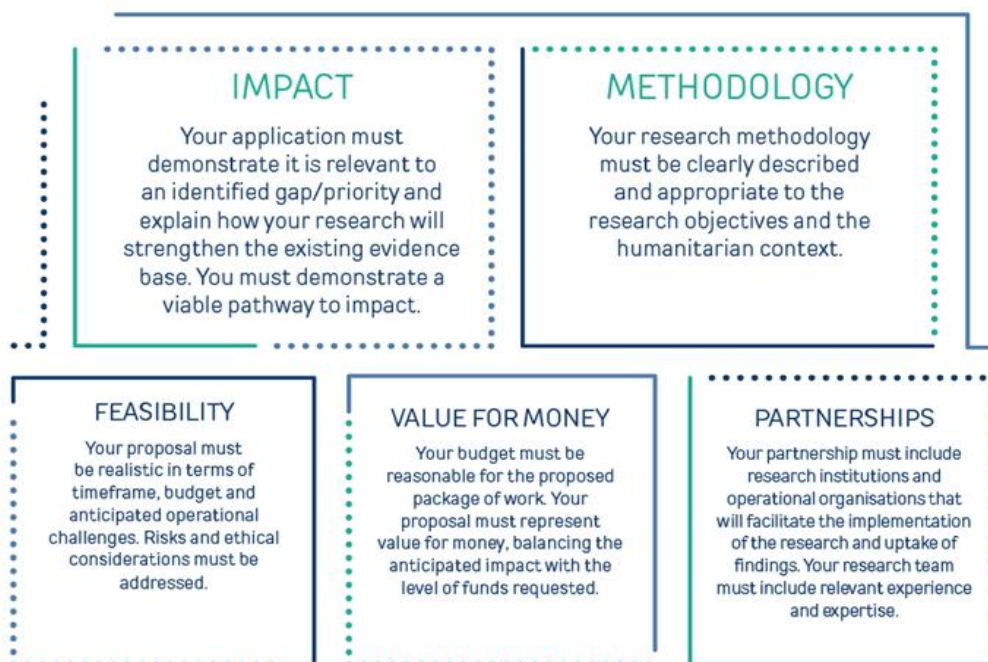 IMPACT
Your application must
demonstrate it is relevant to
an identified gap/priority and
explain how your research will
strengthen the existing evidence
base. You must demonstrate a
viable pathway to impact.
METHODOLOGY
Your research methodology
must be clearly described
and appropriate to the
research objectives and the
humanitarian context.
FEASIBILITY
Your proposal must
be realistic in terms of
timeframe, budget and
anticipated operational
challenges. Risks and ethical
considerations must be
addressed.
VALUE FOR MONEY
Your budget must be
reasonable for the proposed
package of work. Your
proposal must represent
value for money, balancing the
anticipated impact with the
level of funds requested.
PARTNERSHIPS
Your partnership must include
research institutions and
operational organisations that
will facilitate the implementation
of the research and uptake of
findings. Your research team
must include relevant experience
and expertise.